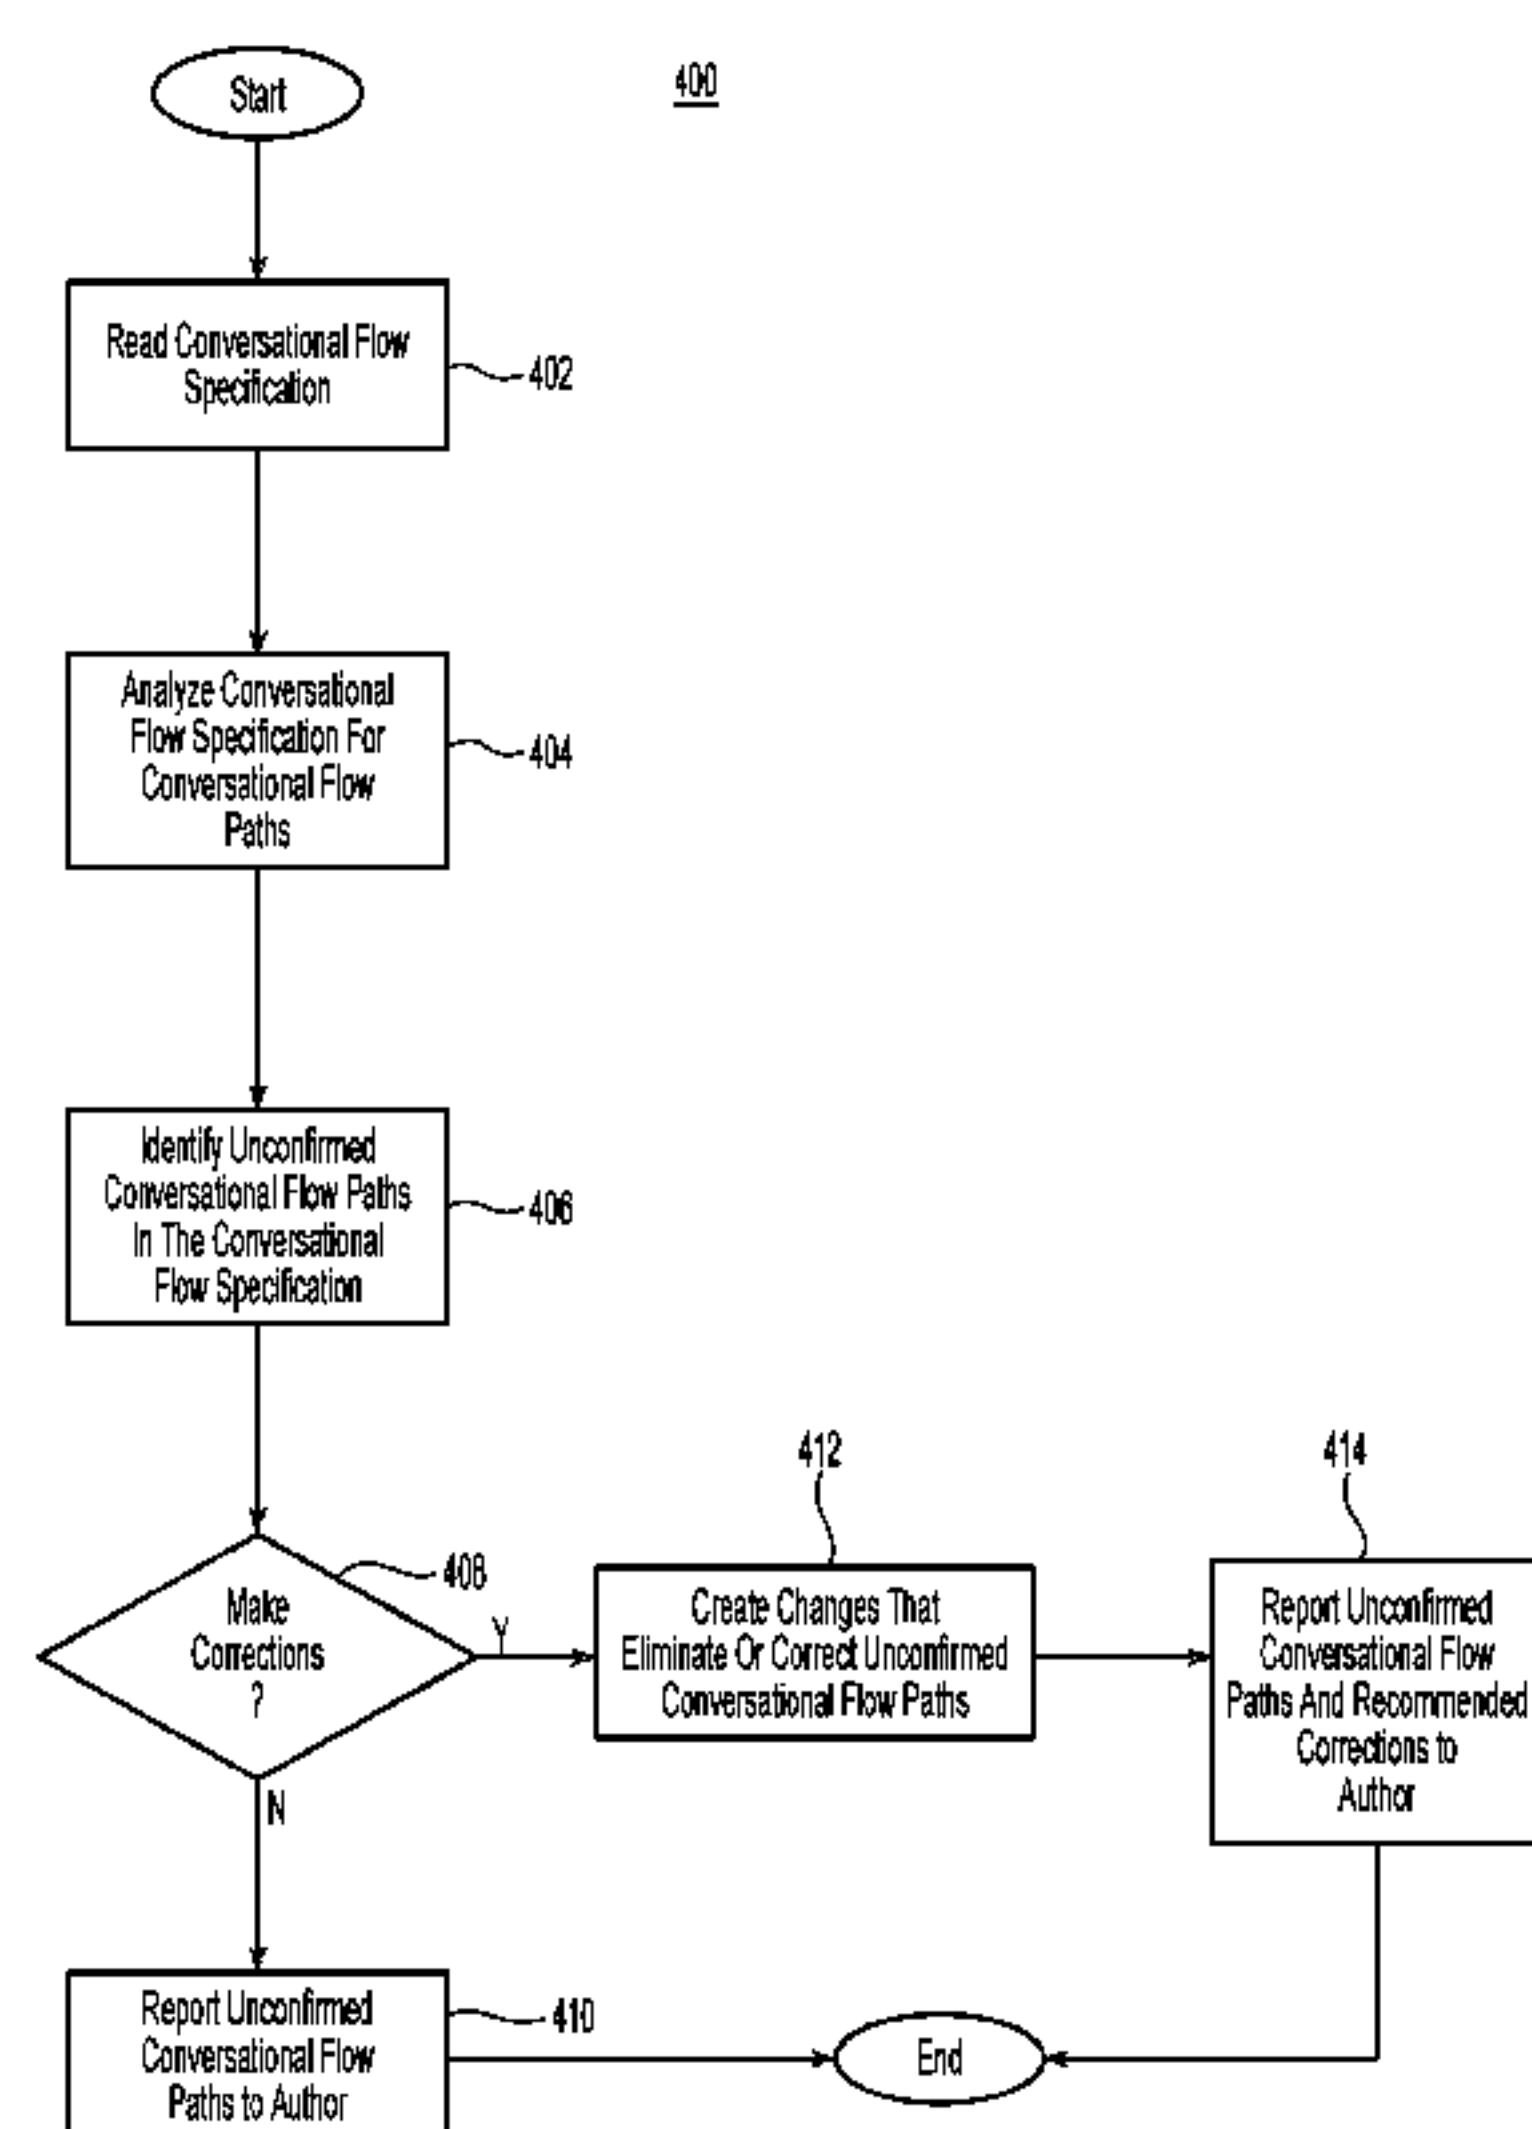 Start
400
Read Conversational Flow
Specification
402
Analyze Conversational
Flow Specification For
Conversational Flow
Paths
404
Identify Unconfirmed
Conversational Flow Paths
In The Conversational
Flow Specification
406
Make
Corrections
?
408
Y
N
412
Create Changes That
Eliminate Or Correct Unconfirmed
Conversational Flow Paths
414
Report Unconfirmed
Conversational Flow
Paths And Recommended
Corrections to
Author
Report Unconfirmed
Conversational Flow
Paths to Author
410
End